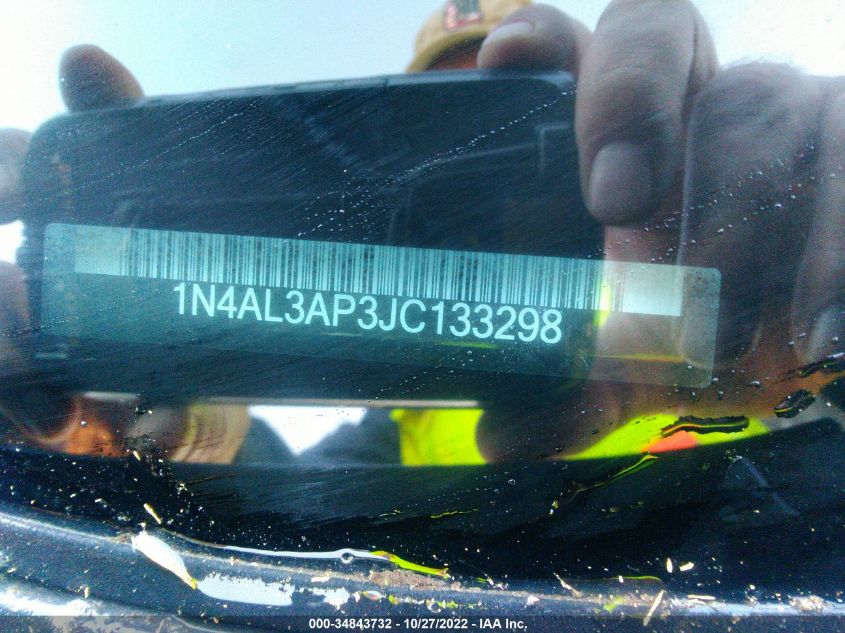 1N4AL3AP3JC133298
000-34843732 - 10/27/2022 - IAA Inc.